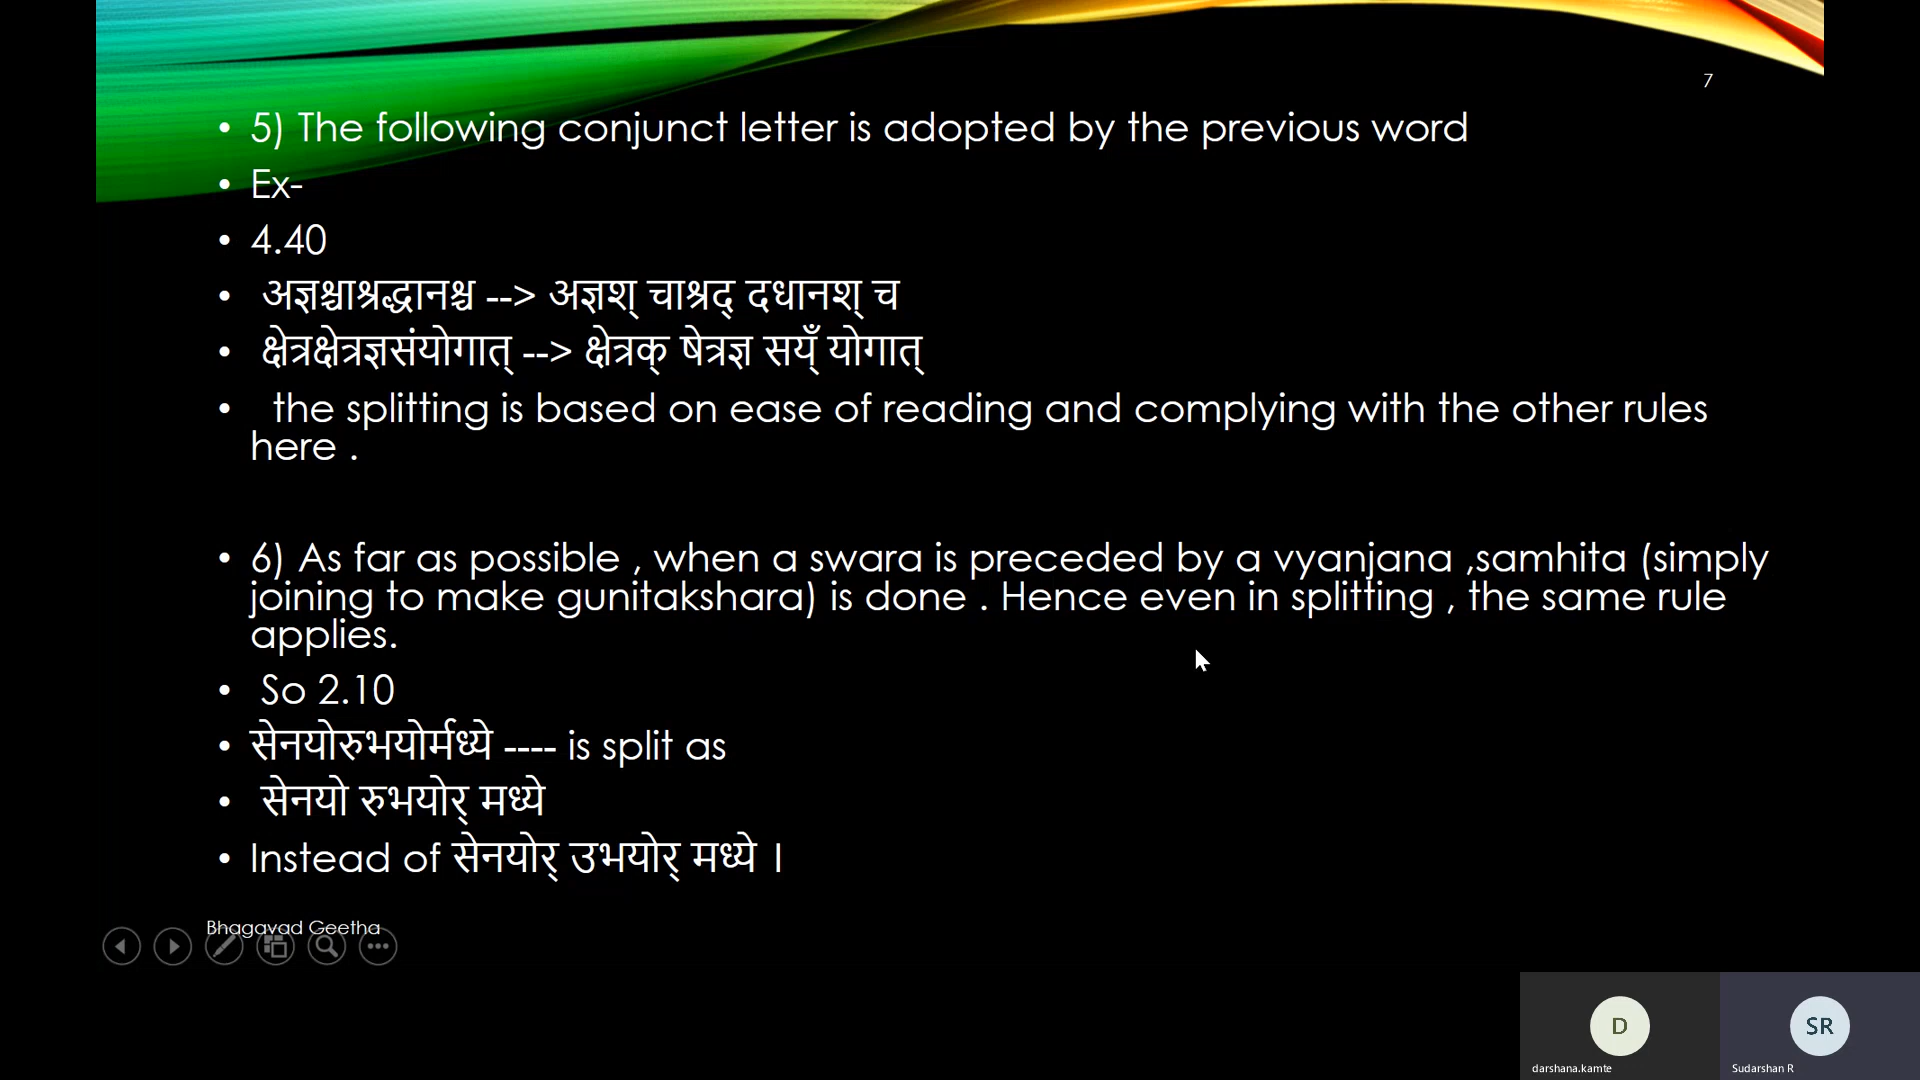 7
• 5) The following conjunct letter is adopted by the previous word
• Ex-
• 4.40
• अज्ञश्चाश्रद्धानश्च --> अज्ञश् चाश्रद् दधानश् च
• क्षेत्रक्षेत्रज्ञसंयोगात् --> क्षेत्रक् षेत्रज्ञ सयँ् योगात्
• the splitting is based on ease of reading and complying with the other rules
here .
• 6) As far as possible , when a swara is preceded by a vyanjana ,samhita (simply
joining to make gunitakshara) is done . Hence even in splitting , the same rule
applies.
• So 2.10
• सेनयोरुभयोर्मध्ये ---- is split as
• सेनयो रुभयोर् मध्ये
• Instead of सेनयोर् उभयोर् मध्ये ।
Bhagavad Geetha
D
SR
darshana.kamte
Sudarshan R